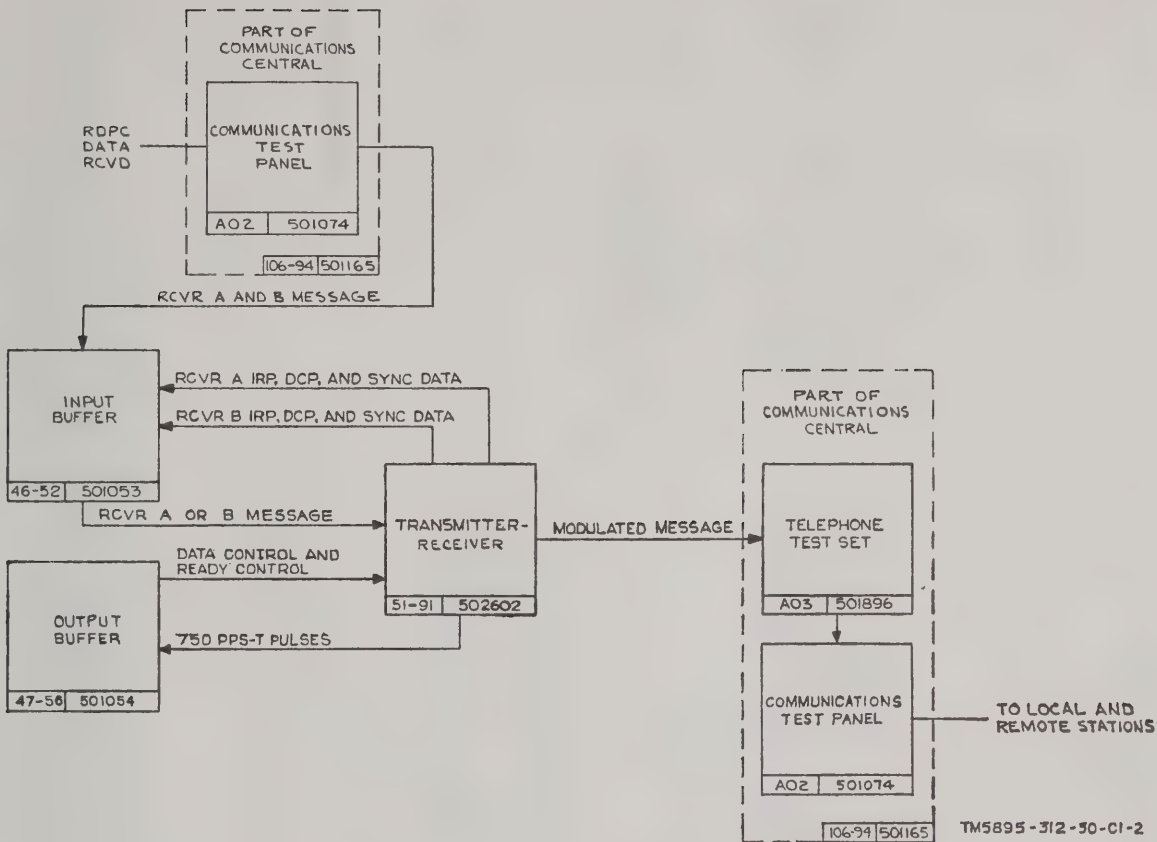 PART OF
COMMUNICATIONS
CENTRAL
RDPC
DATA
RCVD
COMMUNICATIONS
TEST
PANEL
A02 501074
106-94 501165
RCVR A AND B MESSAGE
INPUT
BUFFER
46-52 501053
RCVR A IRP, DCP, AND SYNC DATA
RCVR B IRP, DCP, AND SYNC DATA
RCVR A OR B MESSAGE
DATA CONTROL AND
READY CONTROL
OUTPUT
BUFFER
47-56 501054
750 PPS-T PULSES
TRANSMITTER-
RECEIVER
51-91 502602
MODULATED MESSAGE
PART OF
COMMUNICATIONS
CENTRAL
TELEPHONE
TEST SET
A03 501896
COMMUNICATIONS
TEST PANEL
A02 501074
TO LOCAL AND
REMOTE STATIONS
106-94 501165
TM5895-312-50-C1-2